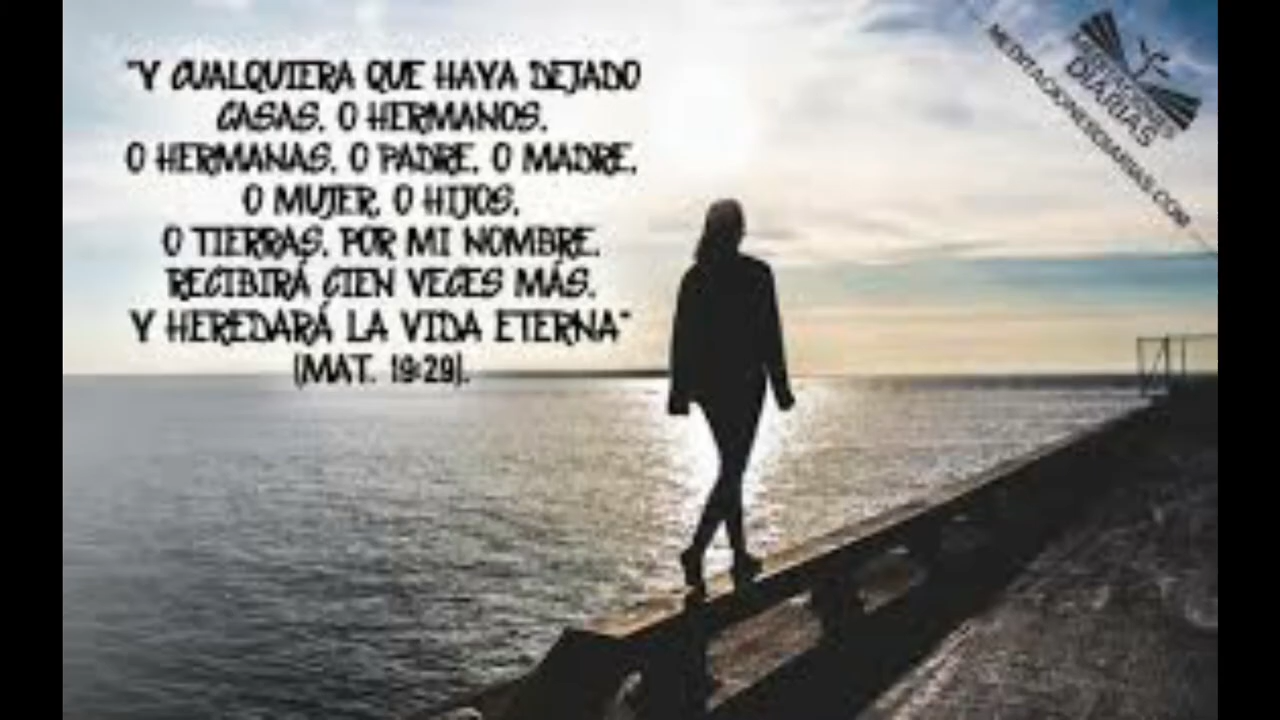 "Y CUALQUIERA QUE HAYA DEJADO
CASAS, O HERMANOS,
O HERMANAS, O PADRE, O MADRE,
O MUJER, O HIJOS,
O TIERRAS, POR MI NOMBRE,
RECIBIRÁ CIEN VECES MÁS,
Y HEREDARÁ LA VIDA ETERNA"
(MAT. 19:29).
DIARIAS
MEDITACIONESDIARIAS.COM